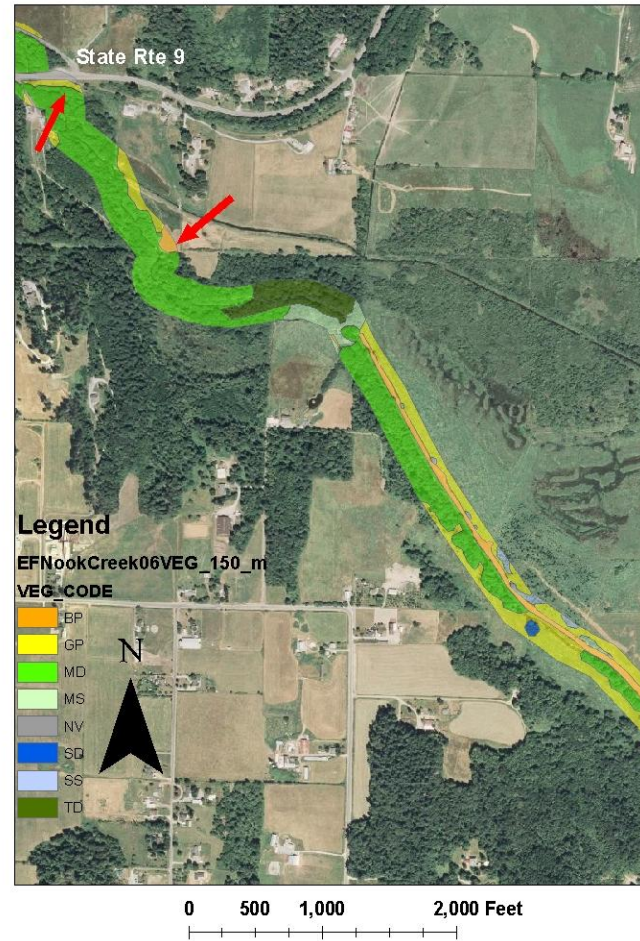 State Rte 9
Legend
EFNookCreek06VEG_150_m
VEG_CODE
BP
GP
MD
MS
NV
SD
SS
TD
N
0 500 1,000 2,000 Feet